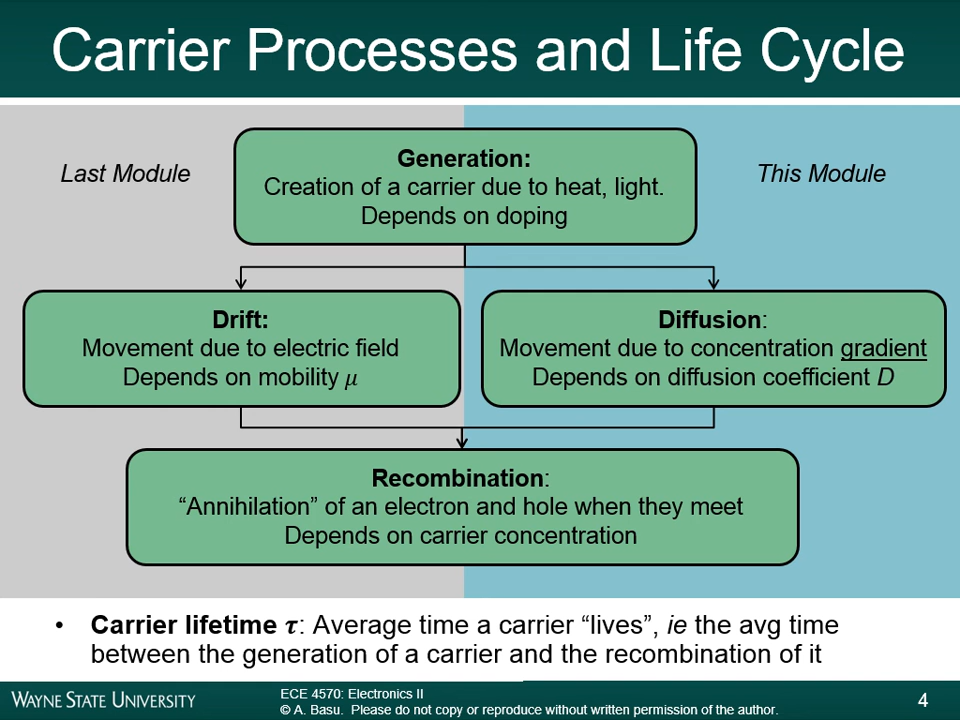 Carrier Processes and Life Cycle
Last Module
This Module
Generation:
Creation of a carrier due to heat, light.
Depends on doping
Drift:
Movement due to electric field
Depends on mobility μ
Diffusion:
Movement due to concentration gradient
Depends on diffusion coefficient D
Recombination:
“Annihilation” of an electron and hole when they meet
Depends on carrier concentration
• Carrier lifetime τ: Average time a carrier “lives”, ie the avg time
between the generation of a carrier and the recombination of it
WAYNE STATE UNIVERSITY
ECE 4570: Electronics II
© A. Basu. Please do not copy or reproduce without written permission of the author.
4